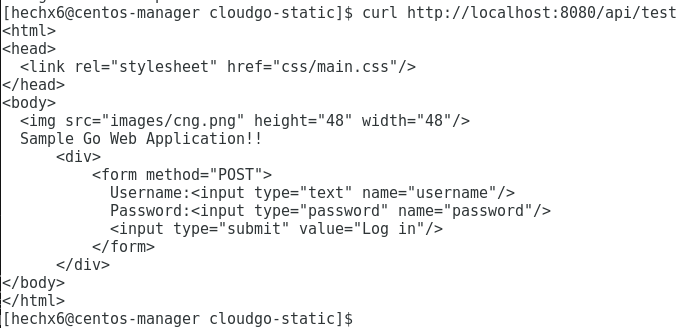 [hechx6@centos-manager cloudgo-static]$ curl http://localhost:8080/api/test
<html>
<head>
  <link rel="stylesheet" href="css/main.css"/>
</head>
<body>
  <img src="images/cng.png" height="48" width="48"/>
  Sample Go Web Application!!
      <div>
          <form method="POST">
            Username:<input type="text" name="username"/>
            Password:<input type="password" name="password"/>
            <input type="submit" value="Log in"/>
          </form>
      </div>
</body>
</html>
[hechx6@centos-manager cloudgo-static]$